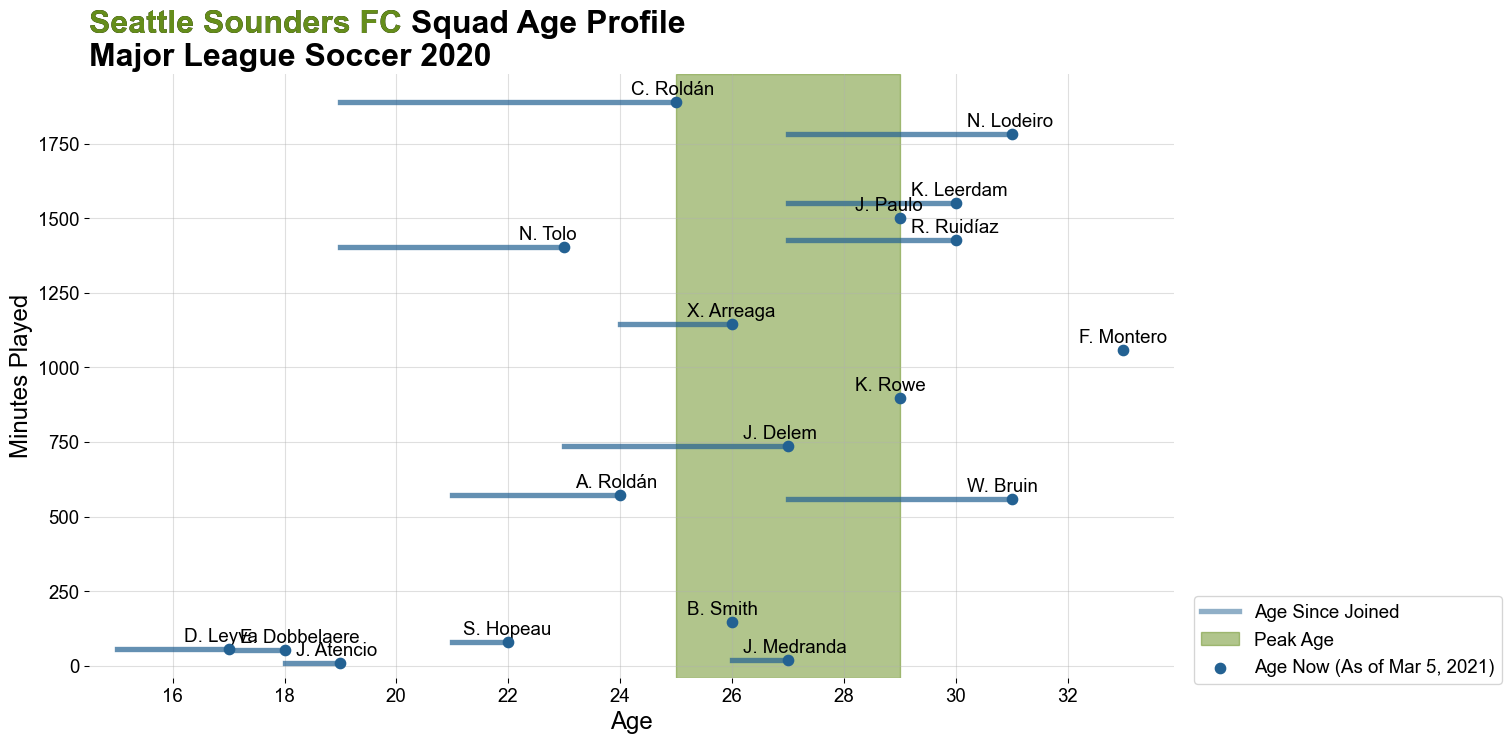 Seattle Sounders FC Squad Age Profile
Major League Soccer 2020
C. Roldán
N. Lodeiro
1750
K. Leerdam
J. Paulo
1500
R. Ruidíaz
N. Tolo
1250
X. Arreaga
F. Montero
1000
K. Rowe
J. Delem
750
A. Roldán
W. Bruin
500
250
B. Smith
S. Hopeau
D. Leyva
E. Dobbelaere
J. Atencio
J. Medranda
0
16 18 20 22 24 26 28 30 32
Age
Minutes Played
Age Since Joined
Peak Age
Age Now (As of Mar 5, 2021)